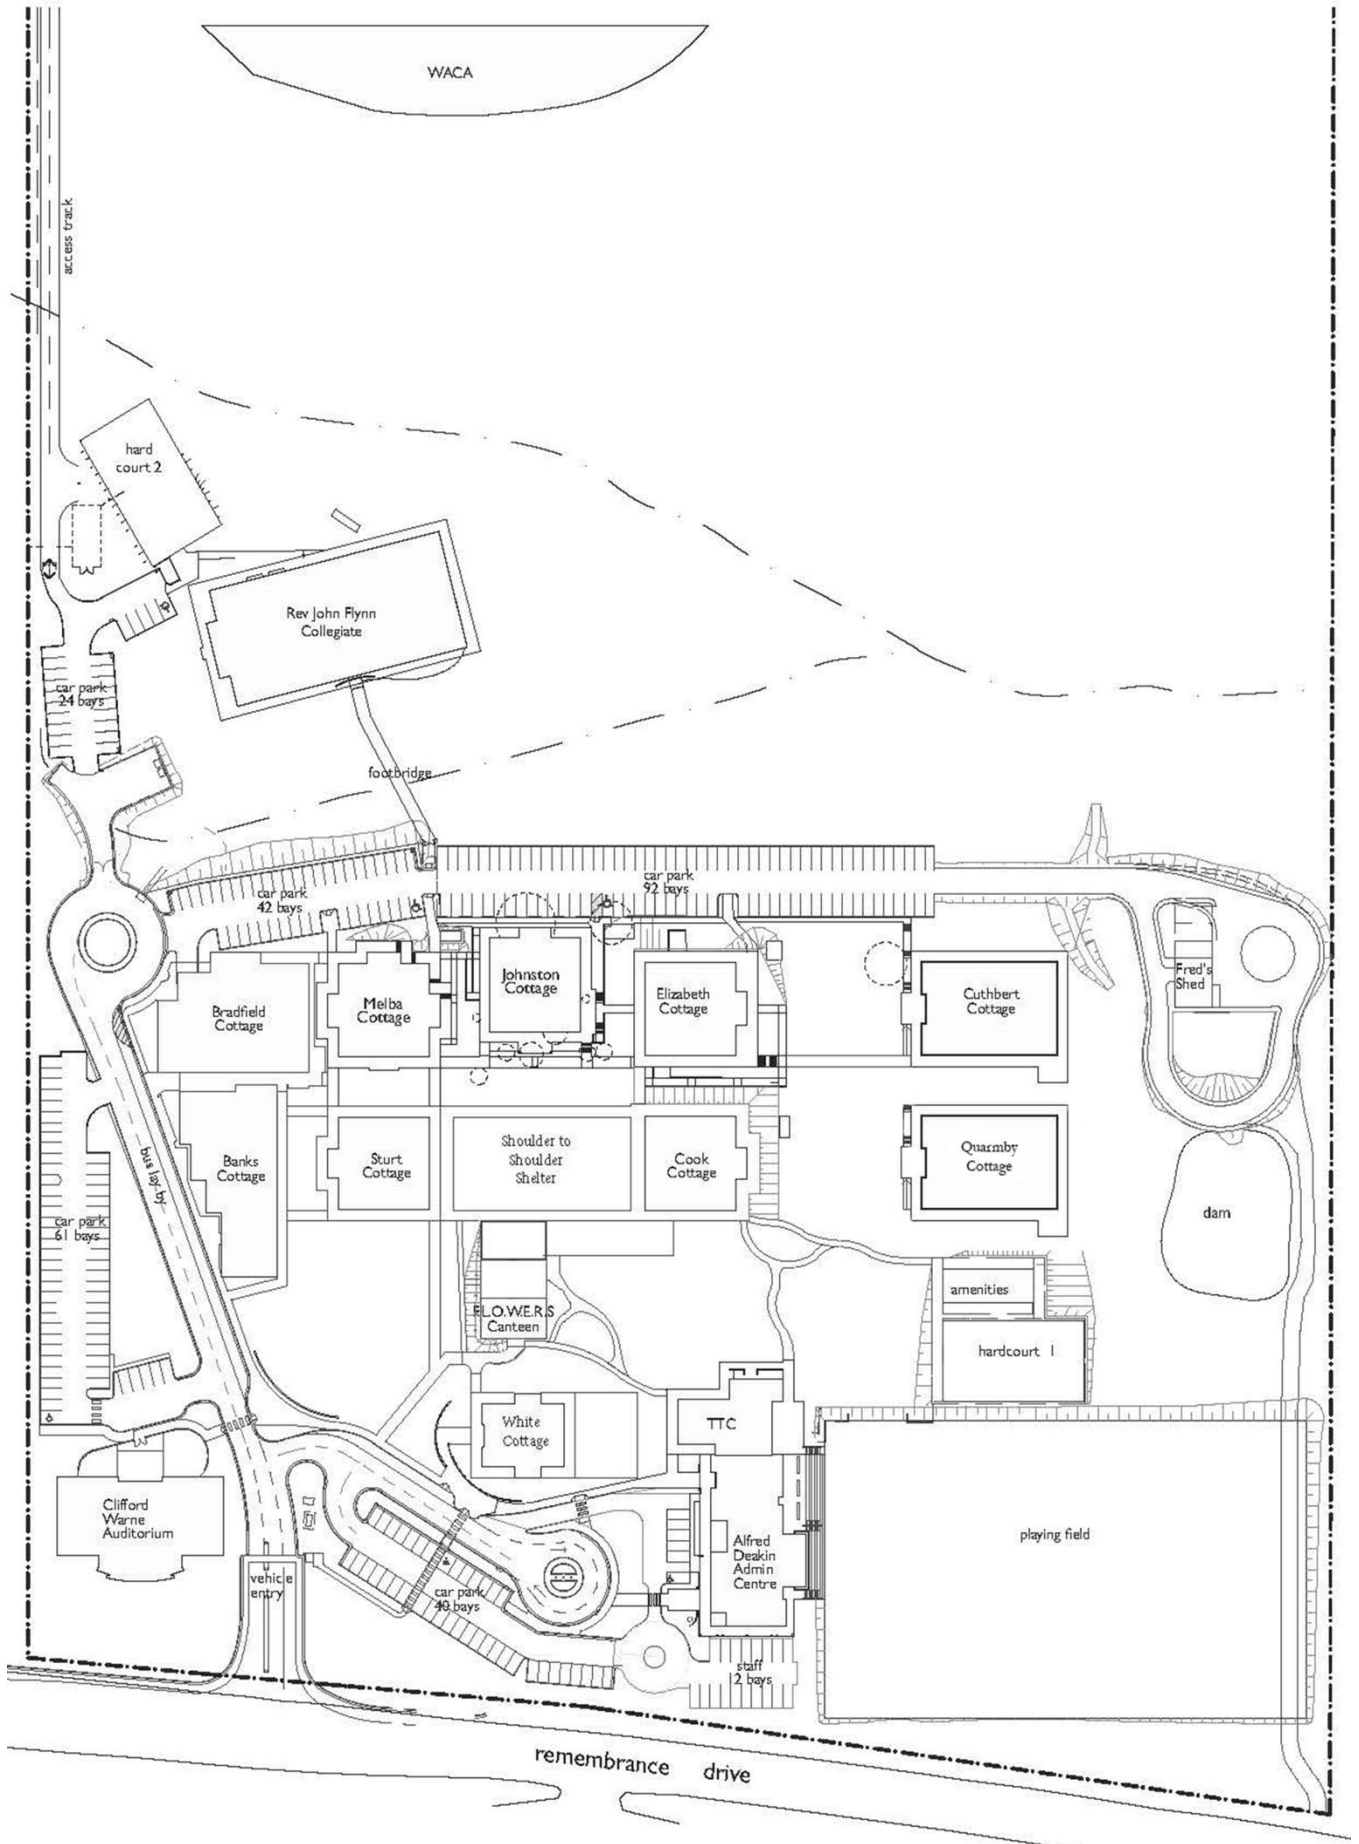 WACA
access track
hard
court 2
Rev John Flynn
Collegiate
car park
24 bays
footbridge
car park
92 bays
car park
42 bays
Johnston
Cottage
Elizabeth
Cottage
Cuthbert
Cottage
Fred's
Shed
Melba
Cottage
Bradfield
Cottage
bus lay by
Banks
Cottage
Sturt
Cottage
Shoulder to
Shoulder
Shelter
Cook
Cottage
Quarmby
Cottage
dam
car park
61 bays
amenities
F.L.O.W.E.R.S
Canteen
hardcourt 1
White
Cottage
TTC
Clifford
Warne
Auditorium
Alfred
Deakin
Admin
Centre
playing field
vehicle
entry
car park
40 bays
staff
12 bays
remembrance drive